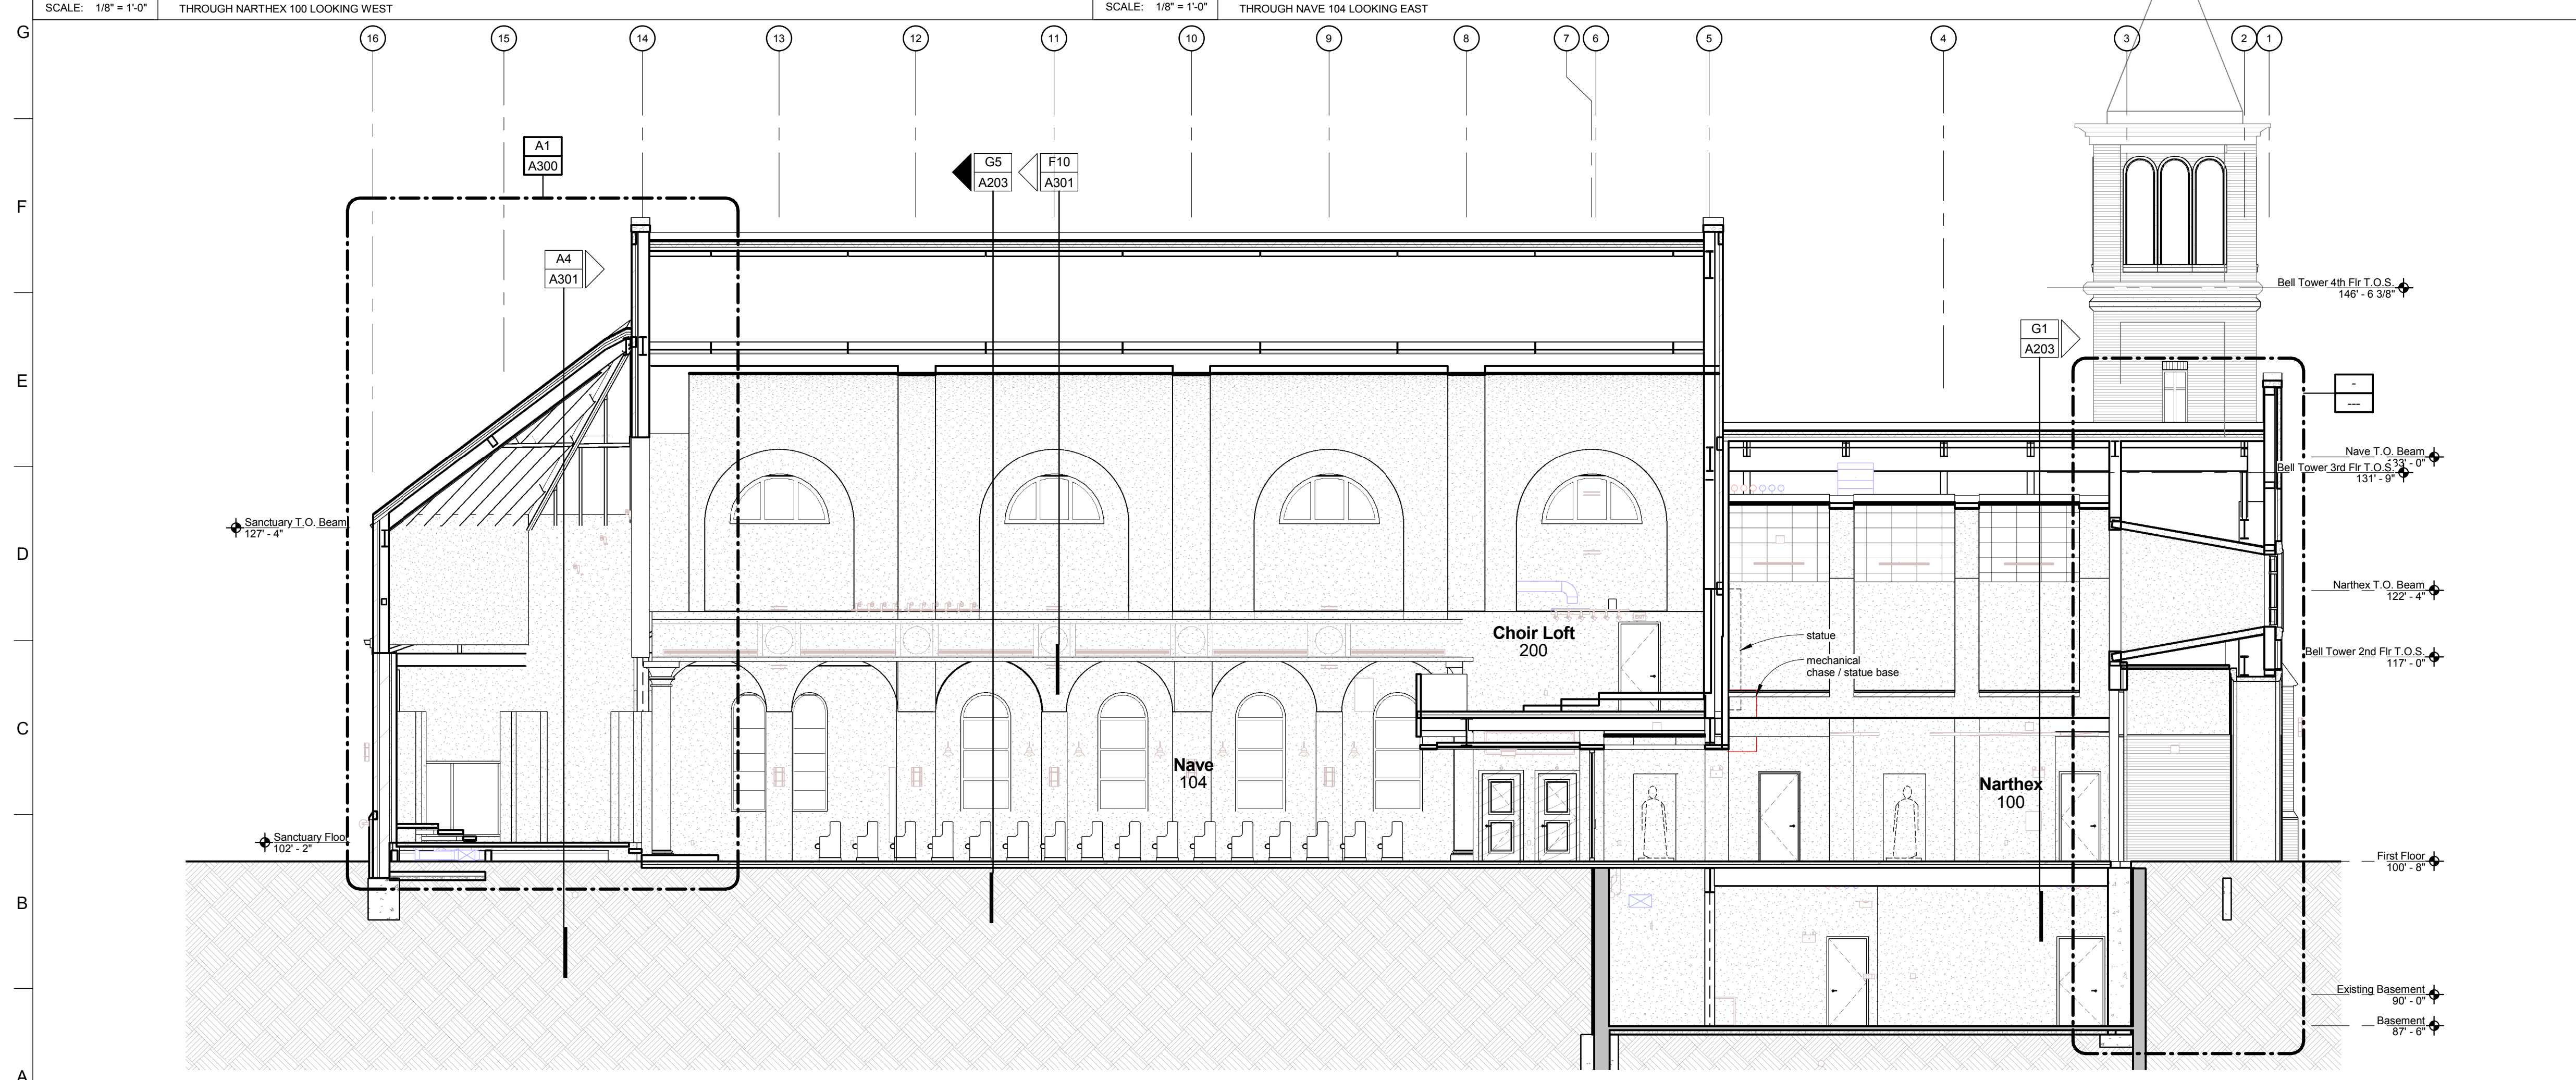 SCALE: 1/8" = 1'-0" THROUGH NARTHEX 100 LOOKING WEST
SCALE: 1/8" = 1'-0" THROUGH NAVE 104 LOOKING EAST
G
16 15 14 13 12 11 10 9 8 7 6 5 4 3 2 1
A1
A300
G5
A203
F10
A301
F
A4
A301
Bell Tower 4th Flr T.O.S.
146' - 6 3/8"
G1
A203
E
-
---
Nave T.O. Beam
Bell Tower 3rd Flr T.O.S.
131' - 9"
Sanctuary T.O. Beam
127' - 4"
D
Narthex T.O. Beam
122' - 4"
Choir Loft
200
statue
mechanical
chase / statue base
Bell Tower 2nd Flr T.O.S.
117' - 0"
C
Nave
104
Narthex
100
Sanctuary Floor
102' - 2"
First Floor
100' - 8"
B
Existing Basement
90' - 0"
Basement
87' - 6"
A